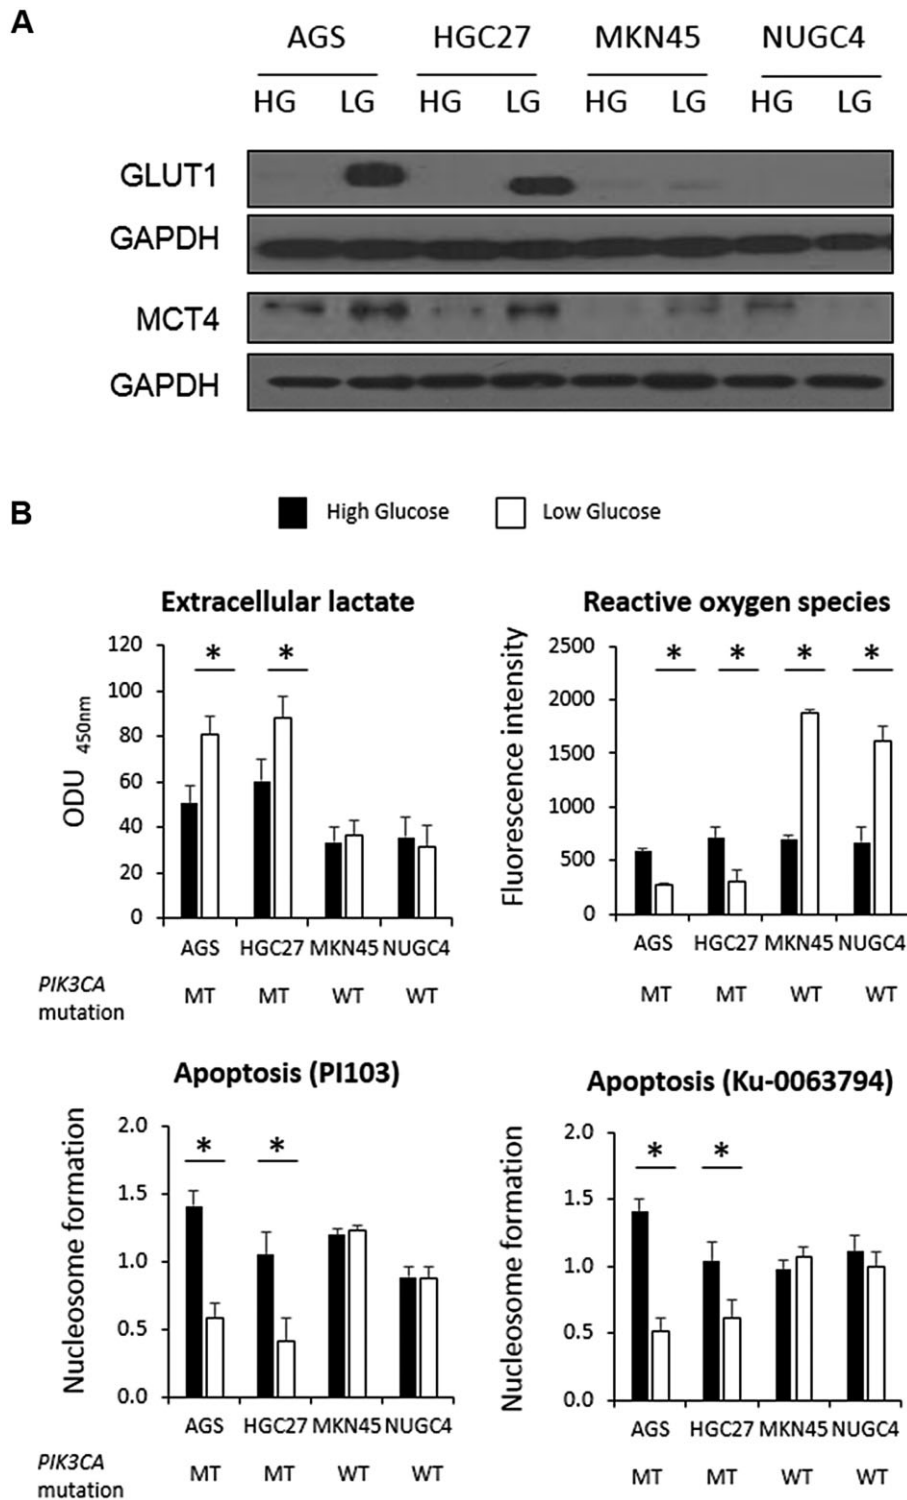 A
AGS HGC27 MKN45 NUGC4
HG LG HG LG HG LG HG LG
GLUT1
GAPDH
MCT4
GAPDH
B
High Glucose Low Glucose
Extracellular lactate
ODU 450nm
120
100
80
60
40
20
0
* *
AGS HGC27 MKN45 NUGC4
PIK3CA
mutation
MT MT WT WT
Reactive oxygen species
Fluorescence intensity
2500
2000
1500
1000
500
0
* * * *
AGS HGC27 MKN45 NUGC4
MT MT WT WT
Apoptosis (PI103)
Nucleosome formation
2.0
1.5
1.0
0.5
0.0
* *
AGS HGC27 MKN45 NUGC4
PIK3CA
mutation
MT MT WT WT
Apoptosis (Ku-0063794)
Nucleosome formation
2.0
1.5
1.0
0.5
0.0
* *
AGS HGC27 MKN45 NUGC4
MT MT WT WT